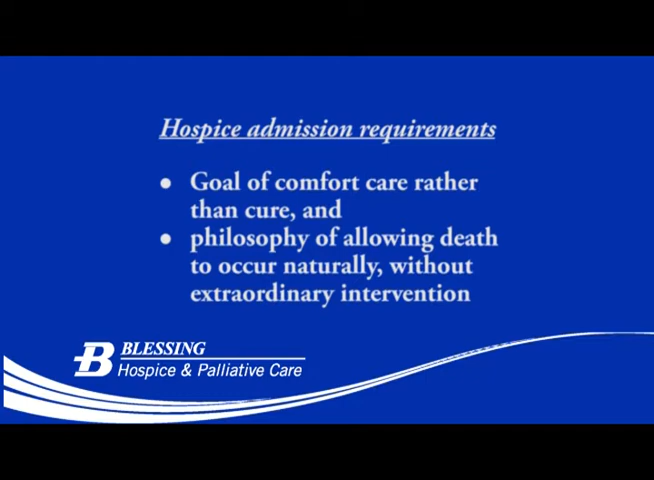 Hospice admission requirements
● Goal of comfort care rather
than cure, and
● philosophy of allowing death
to occur naturally, without
extraordinary intervention
B BLESSING
Hospice & Palliative Care